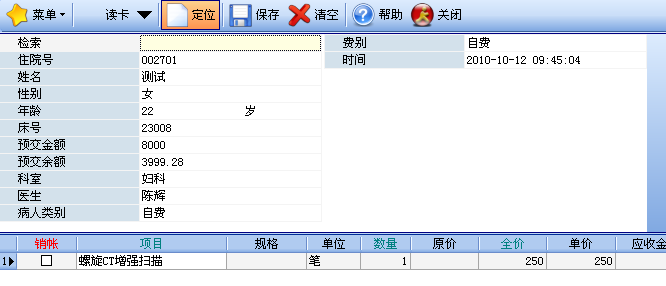 菜单 读卡 定位 保存 清空 帮助 关闭
检索 费别 自费
住院号 002701 时间 2010-10-12 09:45:04
姓名 测试
性别 女
年龄 22 岁
床号 23008
预交金额 8000
预交余额 3999.28
科室 妇科
医生 陈辉
病人类别 自费
销帐 项目 规格 单位 数量 原价 全价 单价 应收金
1 螺旋CT增强扫描 笔 1 250 250